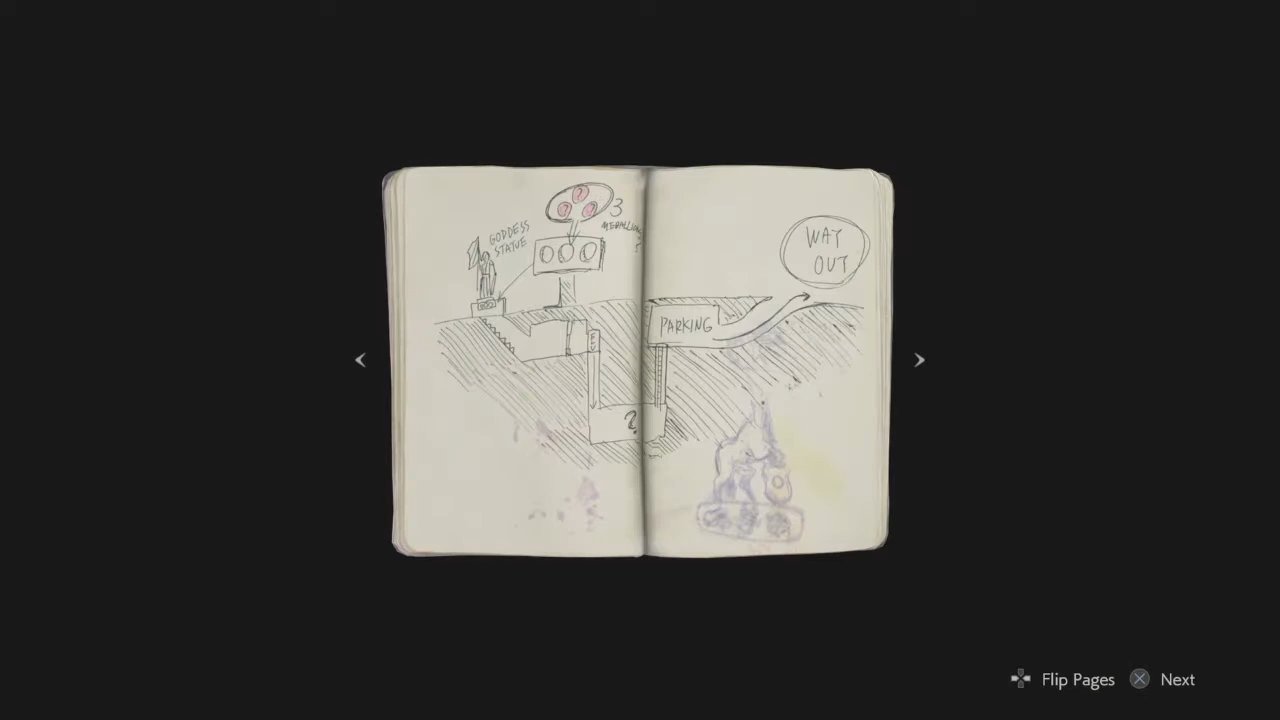 ?
?
?
3
MEDALLIONS
?
GODDESS
STATUE
WAY
OUT
PARKING
?
Flip Pages
Next